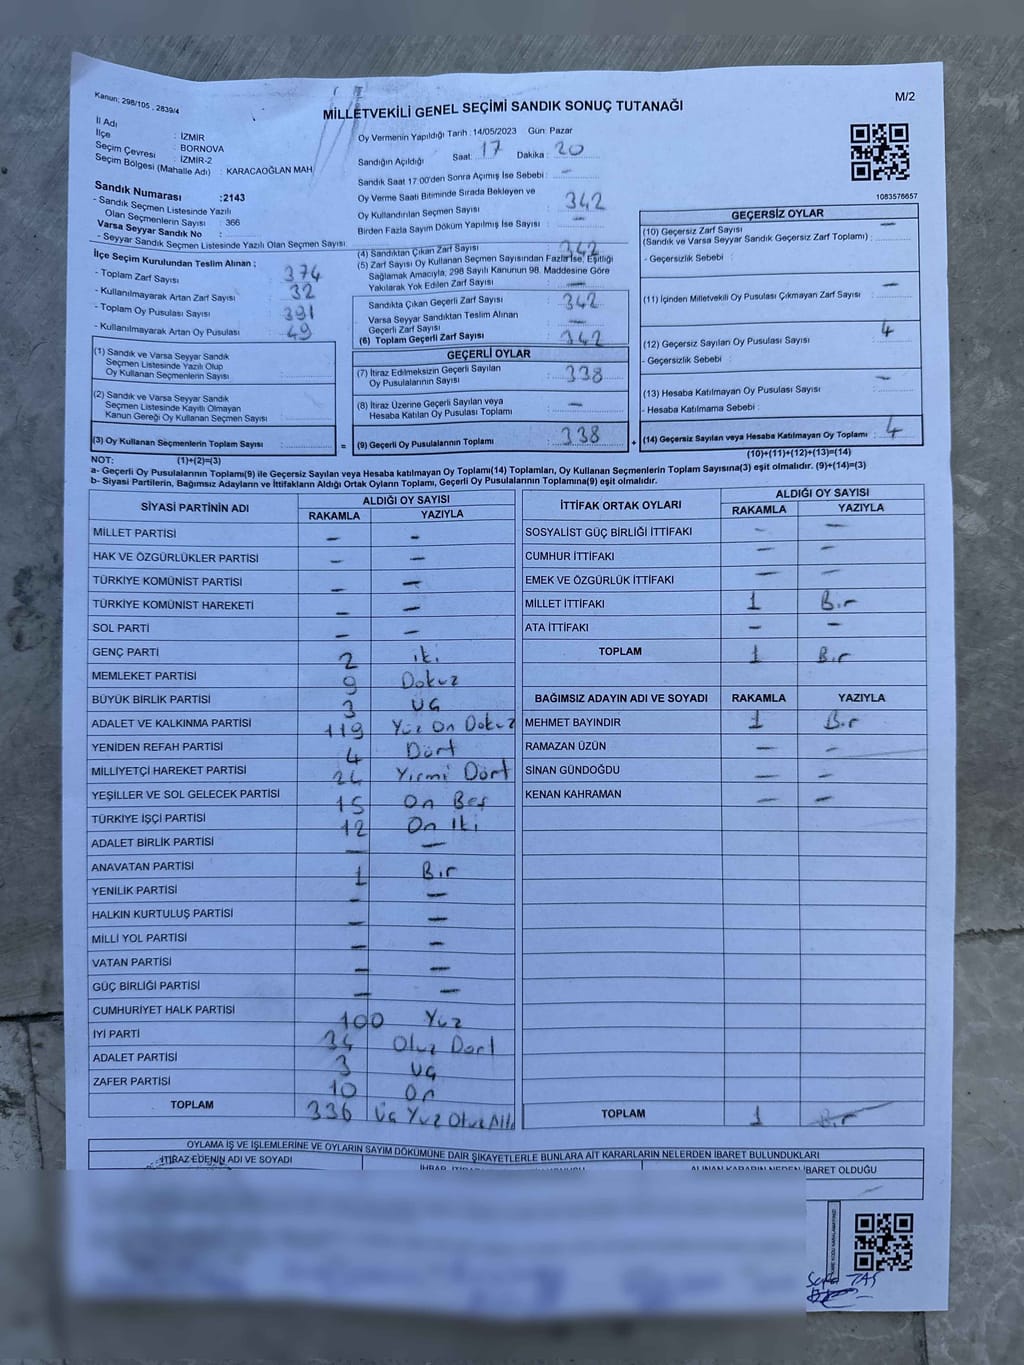 Kanun: 298/105 , 2839/4
M/2
MİLLETVEKİLİ GENEL SEÇİMİ SANDIK SONUÇ TUTANAĞI
İl Adı : İZMİR
İlçe : BORNOVA
Seçim Çevresi : İZMİR-2
Seçim Bölgesi (Mahalle Adı) : KARACAOĞLAN MAH
Sandık Numarası : 2143
- Sandık Seçmen Listesinde Yazılı
Olan Seçmenlerin Sayısı : 366
Varsa Seyyar Sandık No :
- Seyyar Sandık Seçmen Listesinde Yazılı Olan Seçmen Sayısı :
Oy Vermenin Yapıldığı Tarih : 14/05/2023 Gün: Pazar
Sandığın Açıldığı Saat: 17 Dakika : 20
Sandık Saat 17:00'den Sonra Açımış İse Sebebi : -
Oy Verme Saati Bitiminde Sırada Bekleyen ve
Oy Kullandırılan Seçmen Sayısı : 342
Birden Fazla Sayım Döküm Yapılmış İse Sayısı : -
1083576657
İlçe Seçim Kurulundan Teslim Alınan ;
- Toplam Zarf Sayısı : 374
- Kullanılmayarak Artan Zarf Sayısı : 32
- Toplam Oy Pusulası Sayısı : 391
- Kullanılmayarak Artan Oy Pusulası : 49
(4) Sandıktan Çıkan Zarf Sayısı : 342
(5) Zarf Sayısı Oy Kullanan Seçmen Sayısından Fazla İse, Eşitliği
Sağlamak Amacıyla, 298 Sayılı Kanunun 98. Maddesine Göre
Yakılarak Yok Edilen Zarf Sayısı : -
Sandıkta Çıkan Geçerli Zarf Sayısı : 342
Varsa Seyyar Sandıktan Teslim Alınan
Geçerli Zarf Sayısı : -
(6) Toplam Geçerli Zarf Sayısı : 342
GEÇERSİZ OYLAR
(10) Geçersiz Zarf Sayısı -
(Sandık ve Varsa Seyyar Sandık Geçersiz Zarf Toplamı) :
- Geçersizlik Sebebi :
(11) İçinden Milletvekili Oy Pusulası Çıkmayan Zarf Sayısı : -
(12) Geçersiz Sayılan Oy Pusulası Sayısı : 4
- Geçersizlik Sebebi :
(13) Hesaba Katılmayan Oy Pusulası Sayısı : -
- Hesaba Katılmama Sebebi :
(14) Geçersiz Sayılan veya Hesaba Katılmayan Oy Toplamı : 4
(10)+(11)+(12)+(13)=(14)
(1) Sandık ve Varsa Seyyar Sandık
Seçmen Listesinde Yazılı Olup
Oy Kullanan Seçmenlerin Sayısı :
(2) Sandık ve Varsa Seyyar Sandık
Seçmen Listesinde Kayıtlı Olmayan
Kanun Gereği Oy Kullanan Seçmen Sayısı :
(3) Oy Kullanan Seçmenlerin Toplam Sayısı : =
GEÇERLİ OYLAR
(7) İtiraz Edilmeksizin Geçerli Sayılan
Oy Pusulalarının Sayısı : 338
(8) İtiraz Üzerine Geçerli Sayılan veya
Hesaba Katılan Oy Pusulası Toplamı : -
(9) Geçerli Oy Pusulalarının Toplamı : 338 +
NOT: (1)+(2)=(3)
a- Geçerli Oy Pusulalarının Toplamı(9) ile Geçersiz Sayılan veya Hesaba katılmayan Oy Toplamı(14) Toplamları, Oy Kullanan Seçmenlerin Toplam Sayısına(3) eşit olmalıdır. (9)+(14)=(3)
b- Siyasi Partilerin, Bağımsız Adayların ve İttifakların Aldığı Ortak Oyların Toplamı, Geçerli Oy Pusulalarının Toplamına(9) eşit olmalıdır.
SİYASİ PARTİNİN ADI ALDIĞI OY SAYISI
RAKAMLA YAZIYLA
MİLLET PARTİSİ - -
HAK VE ÖZGÜRLÜKLER PARTİSİ - -
TÜRKİYE KOMÜNİST PARTİSİ - -
TÜRKİYE KOMÜNİST HAREKETİ - -
SOL PARTİ - -
GENÇ PARTİ 2 iki
MEMLEKET PARTİSİ 9 Dokuz
BÜYÜK BİRLİK PARTİSİ 3 Üç
ADALET VE KALKINMA PARTİSİ 119 Yüz On Dokuz
YENİDEN REFAH PARTİSİ 4 Dört
MİLLİYETÇİ HAREKET PARTİSİ 24 Yirmi Dört
YEŞİLLER VE SOL GELECEK PARTİSİ 15 On Beş
TÜRKİYE İŞÇİ PARTİSİ 12 On İki
ADALET BİRLİK PARTİSİ - -
ANAVATAN PARTİSİ 1 Bir
YENİLİK PARTİSİ - -
HALKIN KURTULUŞ PARTİSİ - -
MİLLİ YOL PARTİSİ - -
VATAN PARTİSİ - -
GÜÇ BİRLİĞİ PARTİSİ - -
CUMHURİYET HALK PARTİSİ 100 Yüz
İYİ PARTİ 34 Otuz Dört
ADALET PARTİSİ 3 Üç
ZAFER PARTİSİ 10 On
TOPLAM 336 Üç Yüz Otuz Altı
İTTİFAK ORTAK OYLARI ALDIĞI OY SAYISI
RAKAMLA YAZIYLA
SOSYALİST GÜÇ BİRLİĞİ İTTİFAKI - -
CUMHUR İTTİFAKI - -
EMEK VE ÖZGÜRLÜK İTTİFAKI - -
MİLLET İTTİFAKI 1 Bir
ATA İTTİFAKI - -
TOPLAM 1 Bir
BAĞIMSIZ ADAYIN ADI VE SOYADI RAKAMLA YAZIYLA
MEHMET BAYINDIR 1 Bir
RAMAZAN ÜZÜN - -
SİNAN GÜNDOĞDU - -
KENAN KAHRAMAN - -
TOPLAM 1 Bir
OYLAMA İŞ VE İŞLEMLERİNE VE OYLARIN SAYIM DÖKÜMÜNE DAİR ŞİKAYETLERLE BUNLARA AİT KARARLARIN NELERDEN İBARET BULUNDUKLARI
İTİRAZ EDENİN ADI VE SOYADI
ALINAN KARARIN NEDEN İBARET OLDUĞU
TAŞ